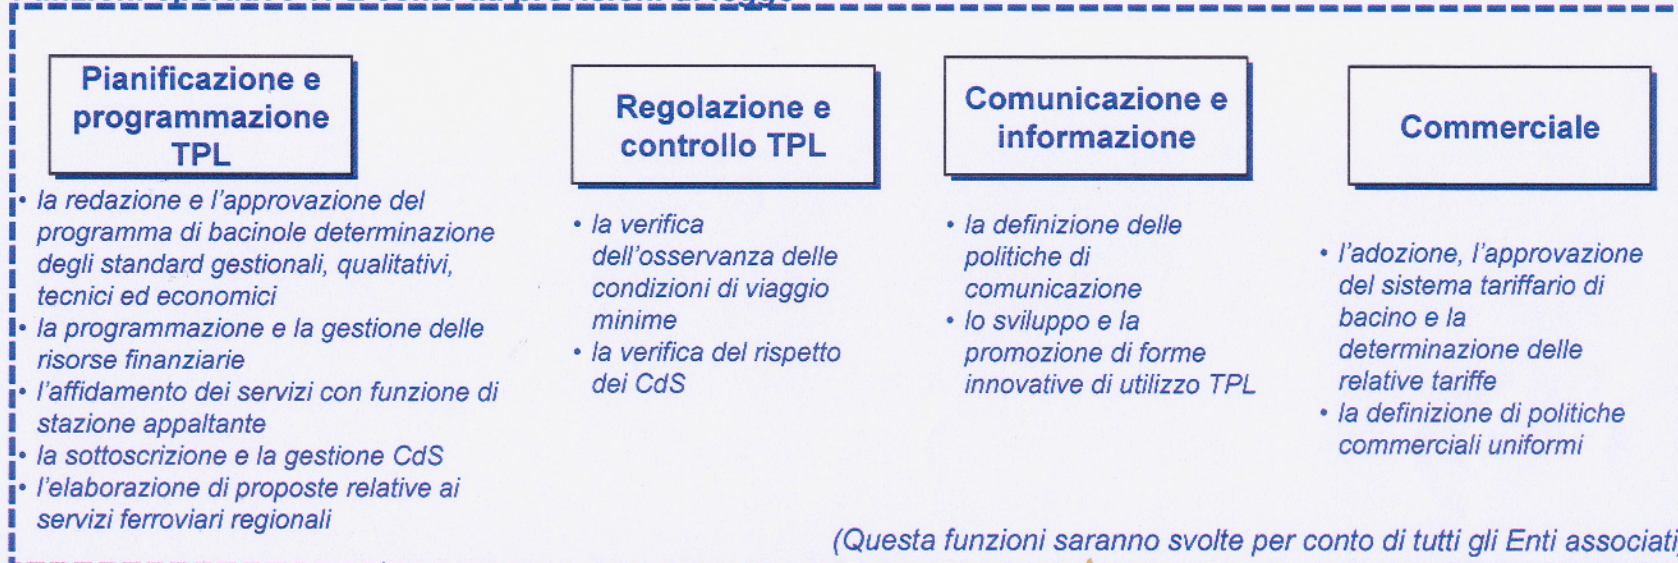 come da previsioni di legge
Pianificazione e
programmazione
TPL
• la redazione e l'approvazione del
programma di bacinole determinazione
degli standard gestionali, qualitativi,
tecnici ed economici
• la programmazione e la gestione delle
risorse finanziarie
• l'affidamento dei servizi con funzione di
stazione appaltante
• la sottoscrizione e la gestione CdS
• l'elaborazione di proposte relative ai
servizi ferroviari regionali
Regolazione e
controllo TPL
• la verifica
dell'osservanza delle
condizioni di viaggio
minime
• la verifica del rispetto
dei CdS
Comunicazione e
informazione
• la definizione delle
politiche di
comunicazione
• lo sviluppo e la
promozione di forme
innovative di utilizzo TPL
Commerciale
• l'adozione, l'approvazione
del sistema tariffario di
bacino e la
determinazione delle
relative tariffe
• la definizione di politiche
commerciali uniformi
(Questa funzioni saranno svolte per conto di tutti gli Enti associati)